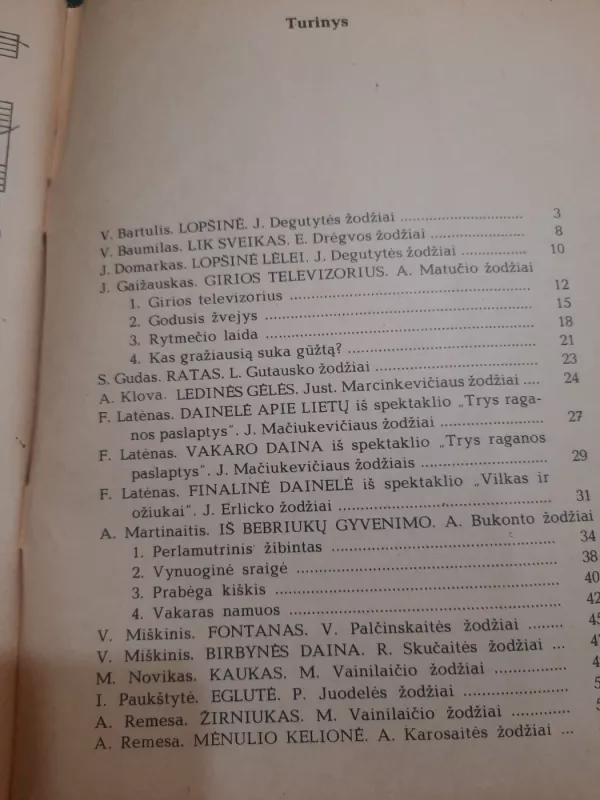 Turinys
V. Bartulis. LOPŠINĖ. J. Degutytės žodžiai ............................. 3
V. Baumilas. LIK SVEIKAS. E. Drėgvos žodžiai ...................... 8
J. Domarkas. LOPŠINĖ LĖLEI. J. Degutytės žodžiai ............... 10
J. Gaižauskas. GIRIOS TELEVIZORIUS. A. Matučio žodžiai
1. Girios televizorius ............................................. 12
2. Godusis žvejys ................................................ 15
3. Rytmečio laida ................................................ 18
4. Kas gražiausią suka gūžtą? ................................ 21
S. Gudas. RATAS. L. Gutausko žodžiai ............................ 23
A. Klova. LEDINĖS GĖLĖS. Just. Marcinkevičiaus žodžiai .... 24
F. Latėnas. DAINELĖ APIE LIETŲ iš spektaklio „Trys raga-
nos paslaptys". J. Mačiukevičiaus žodžiai ................... 27
F. Latėnas. VAKARO DAINA iš spektaklio „Trys raganos
paslaptys". J. Mačiukevičiaus žodžiais ...................... 29
F. Latėnas. FINALINĖ DAINELĖ iš spektaklio „Vilkas ir
ožiukai". J. Erlicko žodžiai ..................................... 31
A. Martinaitis. IŠ BEBRIUKŲ GYVENIMO. A. Bukonto žodžiai
1. Perlamutrinis žibintas ....................................... 34
2. Vynuoginė sraigė ............................................. 38
3. Prabėga kiškis ................................................ 40
4. Vakaras namuos .............................................. 42
V. Miškinis. FONTANAS. V. Palčinskaitės žodžiai ........ 45
V. Miškinis. BIRBYNĖS DAINA. R. Skučaitės žodžiai ...
M. Novikas. KAUKAS. M. Vainilaičio žodžiai ...............
I. Paukštytė. EGLUTĖ. P. Juodelės žodžiai ..................
A. Remesa. ŽIRNIUKAS. M. Vainilaičio žodžiai .............
A. Remesa. MĖNULIO KELIONĖ. A. Karosaitės žodžiai ...